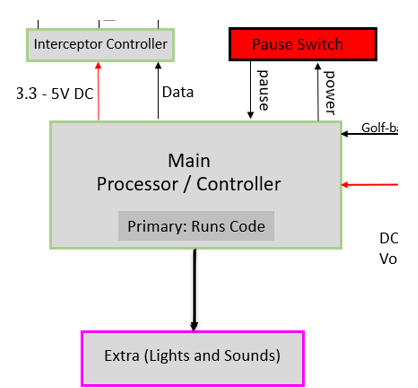 Interceptor Controller
Pause Switch
3.3 - 5V DC
Data
pause
power
Golf-ba
Main
Processor / Controller
Primary: Runs Code
DC
Vo
Extra (Lights and Sounds)